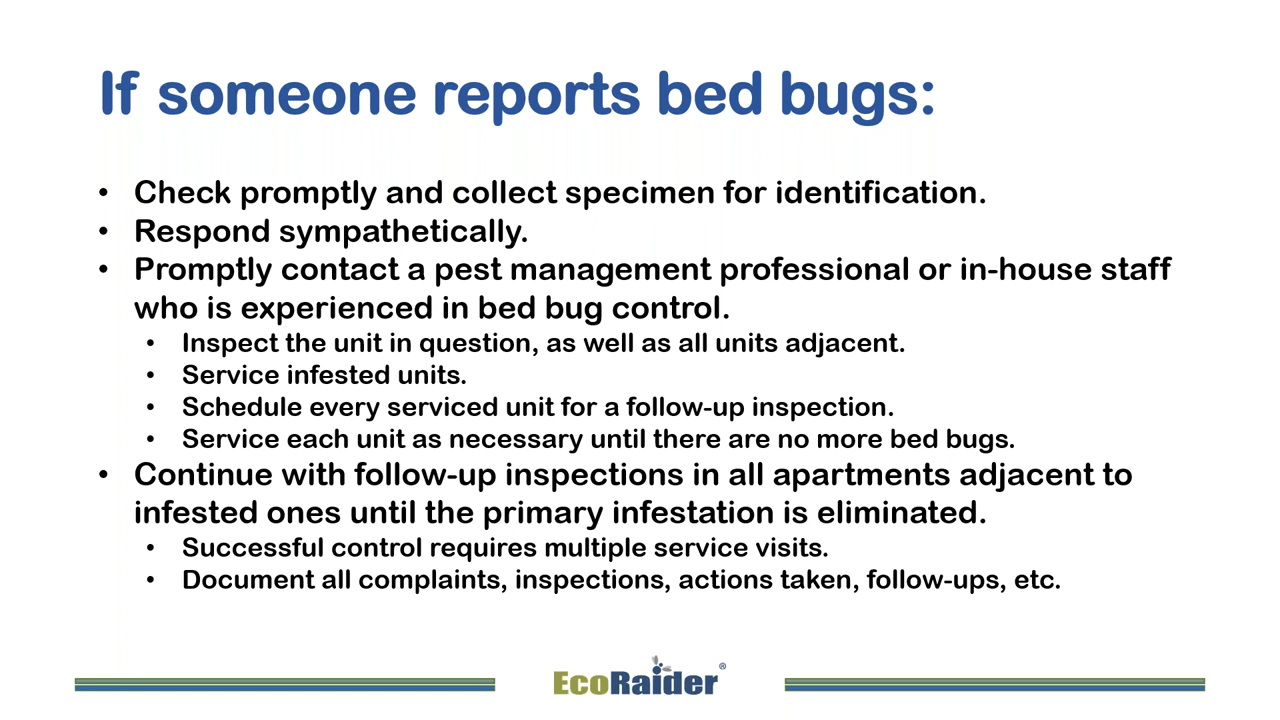 If someone reports bed bugs:
• Check promptly and collect specimen for identification.
• Respond sympathetically.
• Promptly contact a pest management professional or in-house staff
who is experienced in bed bug control.
• Inspect the unit in question, as well as all units adjacent.
• Service infested units.
• Schedule every serviced unit for a follow-up inspection.
• Service each unit as necessary until there are no more bed bugs.
• Continue with follow-up inspections in all apartments adjacent to
infested ones until the primary infestation is eliminated.
• Successful control requires multiple service visits.
• Document all complaints, inspections, actions taken, follow-ups, etc.
EcoRaider®